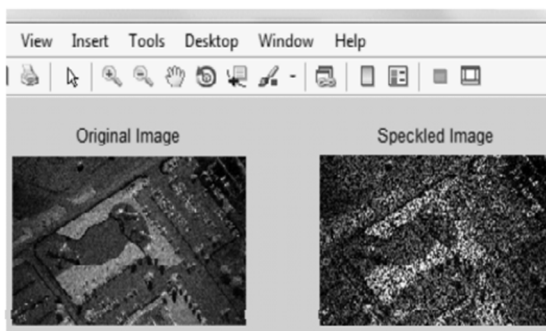 View Insert Tools Desktop Window Help
Original Image Speckled Image